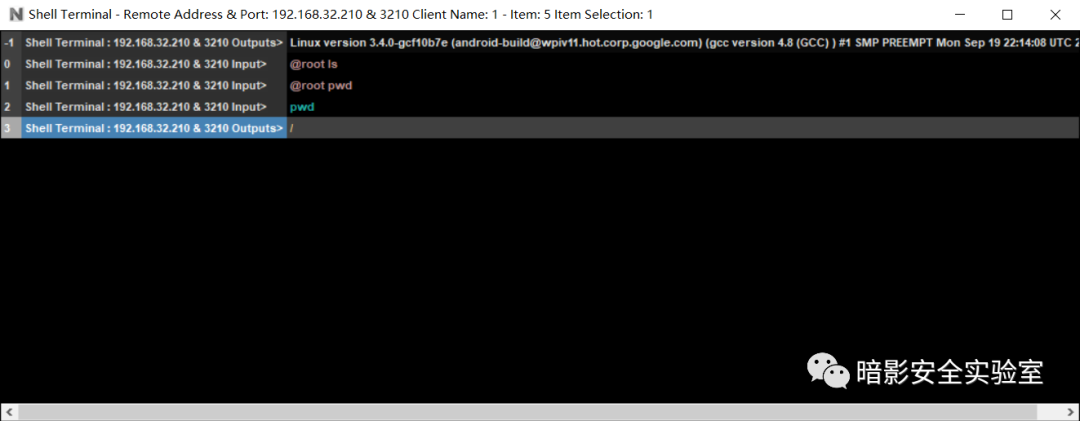 Shell Terminal - Remote Address & Port: 192.168.32.210 & 3210 Client Name: 1 - Item: 5 Item Selection: 1
-1 Shell Terminal : 192.168.32.210 & 3210 Outputs> Linux version 3.4.0-gcf10b7e (android-build@wpiv11.hot.corp.google.com) (gcc version 4.8 (GCC) ) #1 SMP PREEMPT Mon Sep 19 22:14:08 UTC 2
0 Shell Terminal : 192.168.32.210 & 3210 Input> @root ls
1 Shell Terminal : 192.168.32.210 & 3210 Input> @root pwd
2 Shell Terminal : 192.168.32.210 & 3210 Input> pwd
3 Shell Terminal : 192.168.32.210 & 3210 Outputs> /
暗影安全实验室